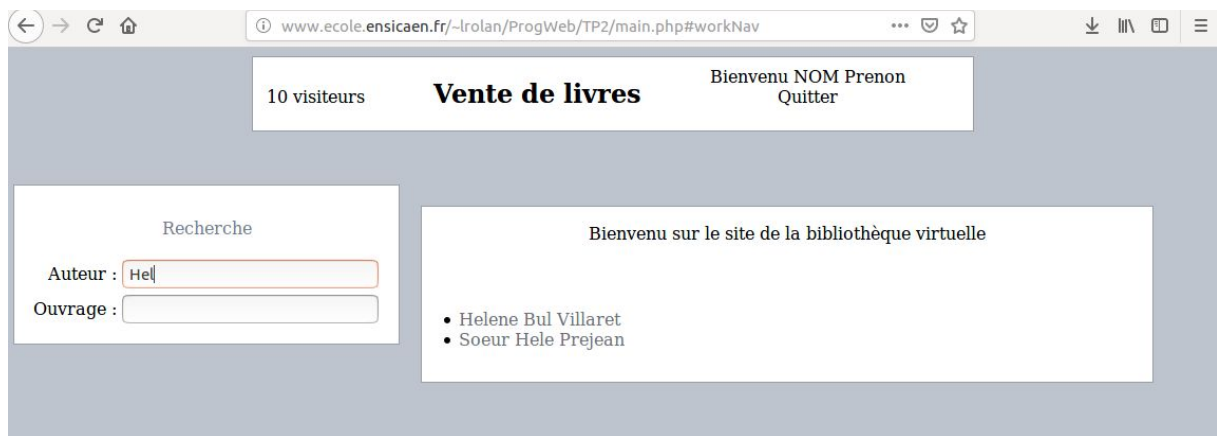 www.ecole.ensicaen.fr/~lrolan/ProgWeb/TP2/main.php#workNav
10 visiteurs
Vente de livres
Bienvenu NOM Prenon
Quitter
Recherche
Auteur : Hel
Ouvrage :
Bienvenu sur le site de la bibliothèque virtuelle
• Helene Bul Villaret
• Soeur Hele Prejean